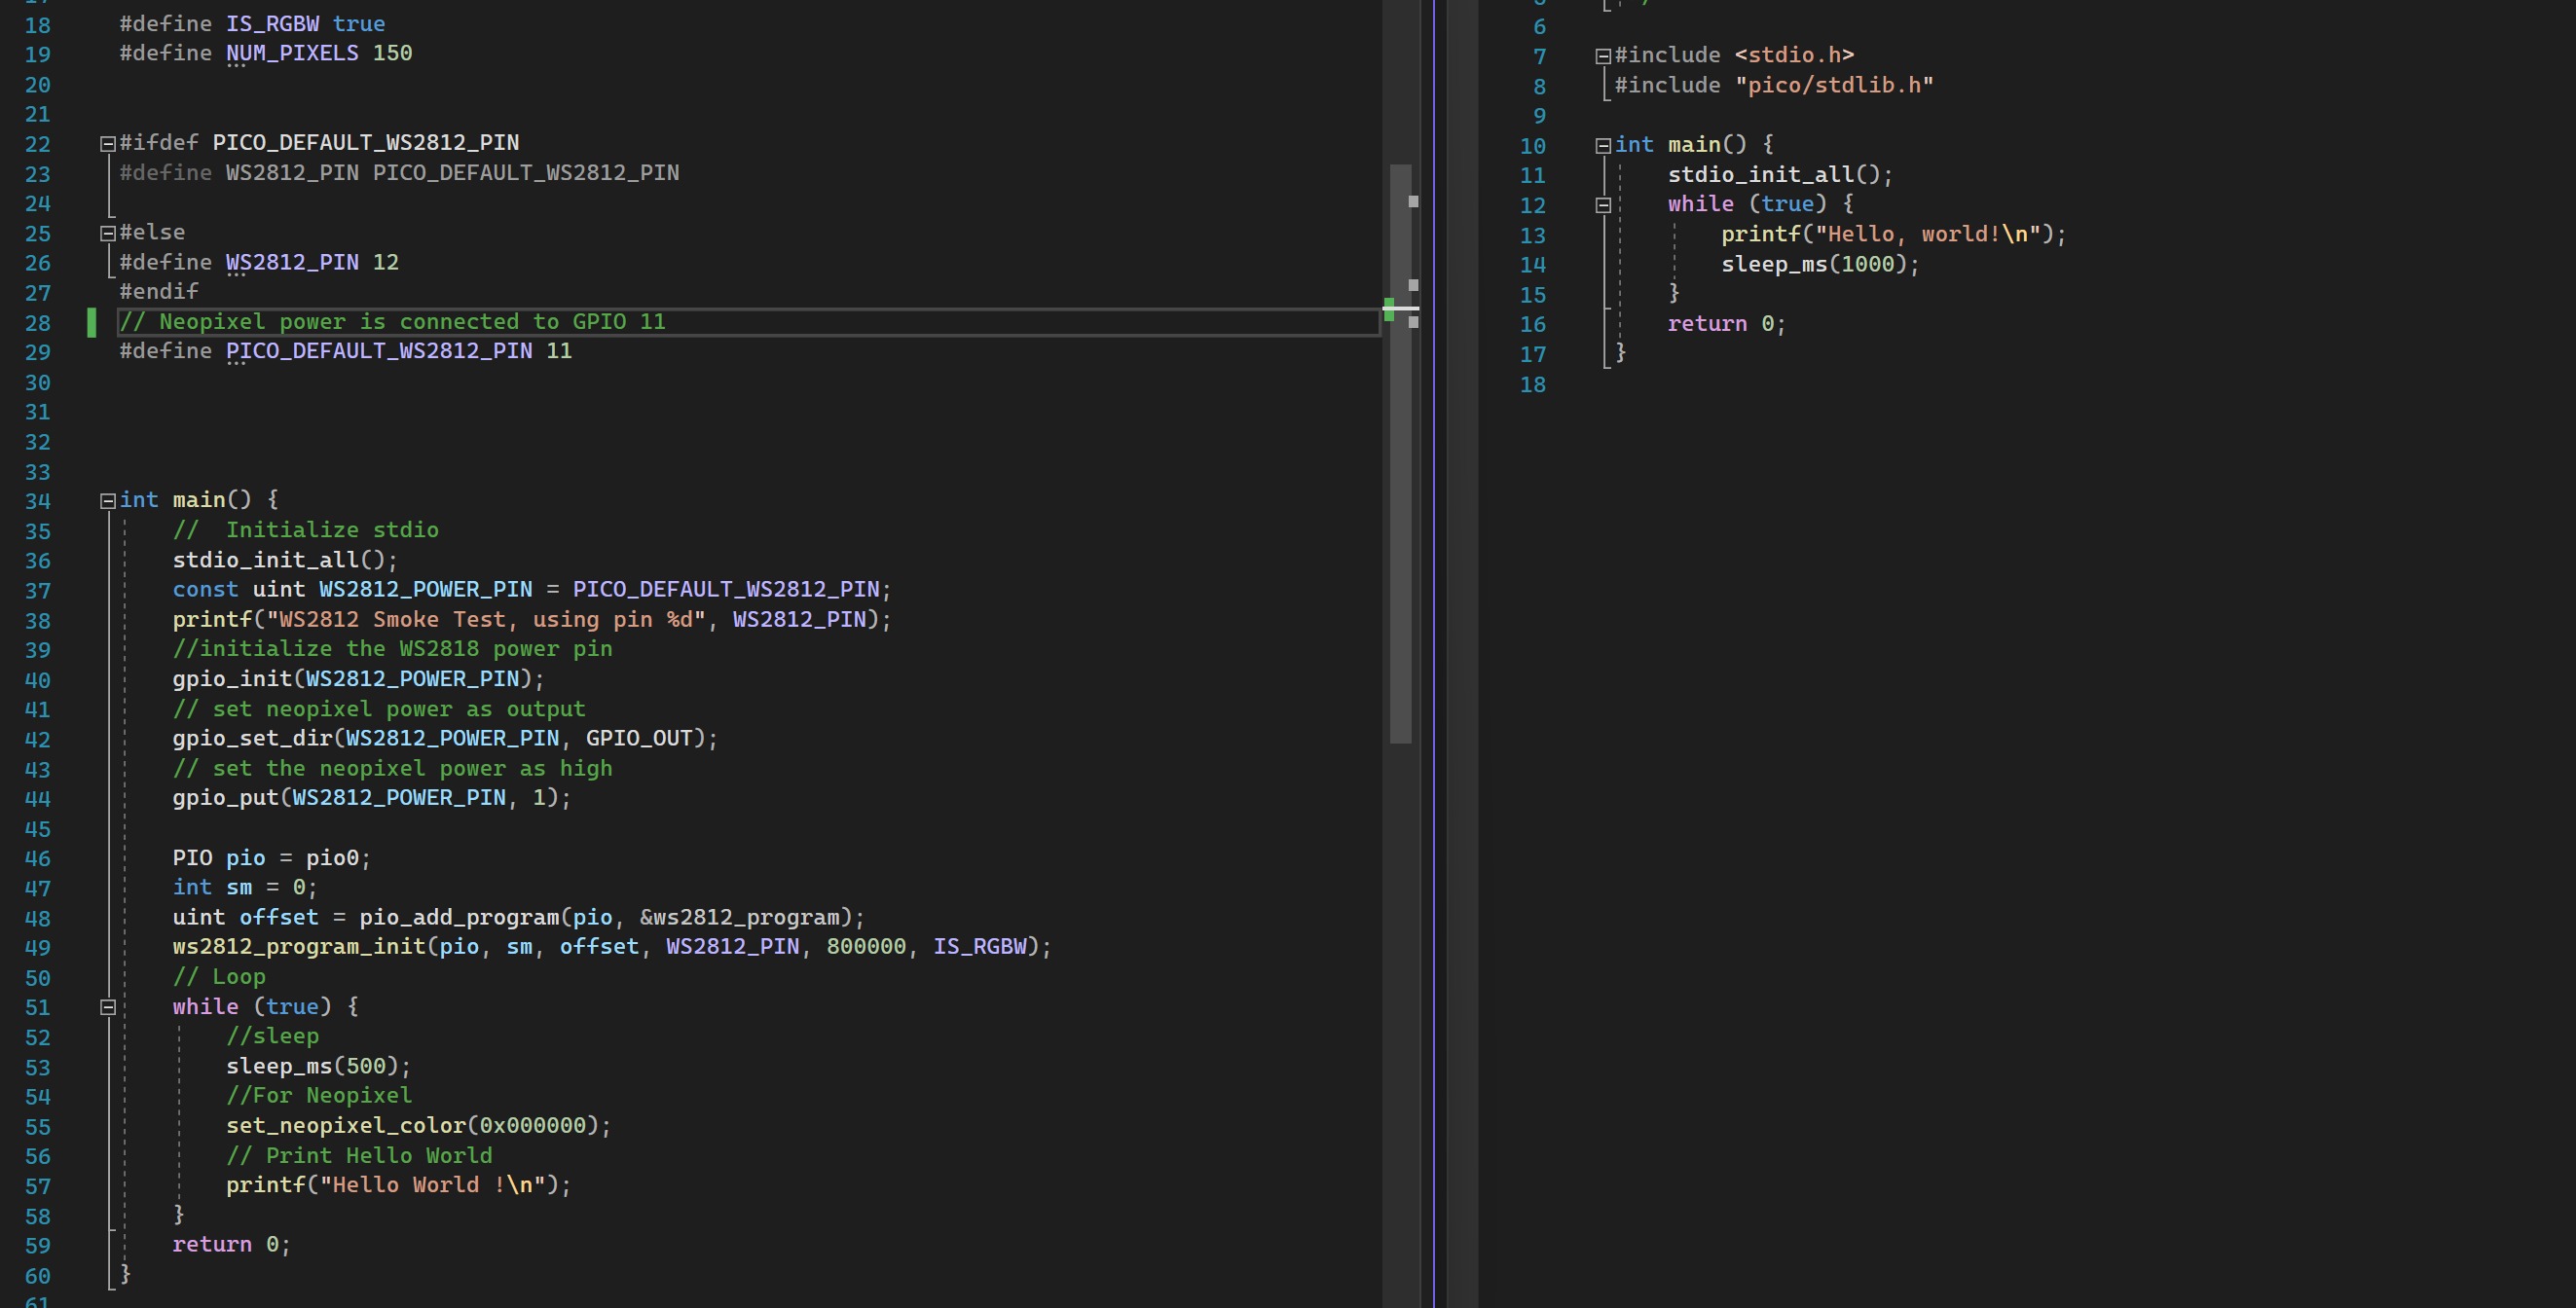 18 #define IS_RGBW true
19 #define NUM_PIXELS 150
20
21
22 #ifdef PICO_DEFAULT_WS2812_PIN
23 #define WS2812_PIN PICO_DEFAULT_WS2812_PIN
24
25 #else
26 #define WS2812_PIN 12
27 #endif
28 // Neopixel power is connected to GPIO 11
29 #define PICO_DEFAULT_WS2812_PIN 11
30
31
32
33
34 int main() {
35 //  Initialize stdio
36 stdio_init_all();
37 const uint WS2812_POWER_PIN = PICO_DEFAULT_WS2812_PIN;
38 printf("WS2812 Smoke Test, using pin %d", WS2812_PIN);
39 //initialize the WS2818 power pin
40 gpio_init(WS2812_POWER_PIN);
41 // set neopixel power as output
42 gpio_set_dir(WS2812_POWER_PIN, GPIO_OUT);
43 // set the neopixel power as high
44 gpio_put(WS2812_POWER_PIN, 1);
45
46 PIO pio = pio0;
47 int sm = 0;
48 uint offset = pio_add_program(pio, &ws2812_program);
49 ws2812_program_init(pio, sm, offset, WS2812_PIN, 800000, IS_RGBW);
50 // Loop
51 while (true) {
52 //sleep
53 sleep_ms(500);
54 //For Neopixel
55 set_neopixel_color(0x000000);
56 // Print Hello World
57 printf("Hello World !\n");
58 }
59 return 0;
60 }
61
6
7 #include <stdio.h>
8 #include "pico/stdlib.h"
9
10 int main() {
11 stdio_init_all();
12 while (true) {
13 printf("Hello, world!\n");
14 sleep_ms(1000);
15 }
16 return 0;
17 }
18